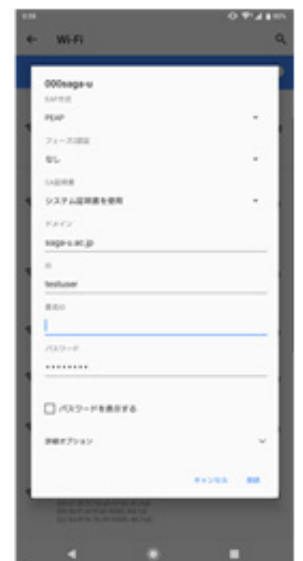 Wi-Fi
000saga-u
EAP方式
PEAP
フェーズ2認証
なし
CA証明書
システム証明書を使用
ドメイン
saga-u.ac.jp
ID
testuser
匿名ID
パスワード
••••••••
パスワードを表示する
詳細オプション
キャンセル 接続